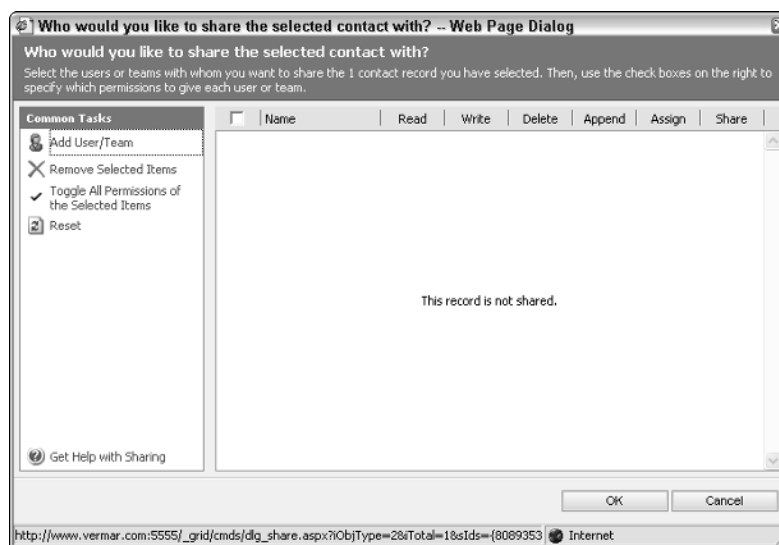 Who would you like to share the selected contact with? -- Web Page Dialog
Who would you like to share the selected contact with?
Select the users or teams with whom you want to share the 1 contact record you have selected. Then, use the check boxes on the right to
specify which permissions to give each user or team.
Common Tasks
Name Read Write Delete Append Assign Share
Add User/Team
Remove Selected Items
Toggle All Permissions of
the Selected Items
Reset
This record is not shared.
Get Help with Sharing
OK Cancel
http://www.vermar.com:5555/_grid/cmds/dlg_share.aspx?iObjType=2&iTotal=1&sIds={8089353 Internet